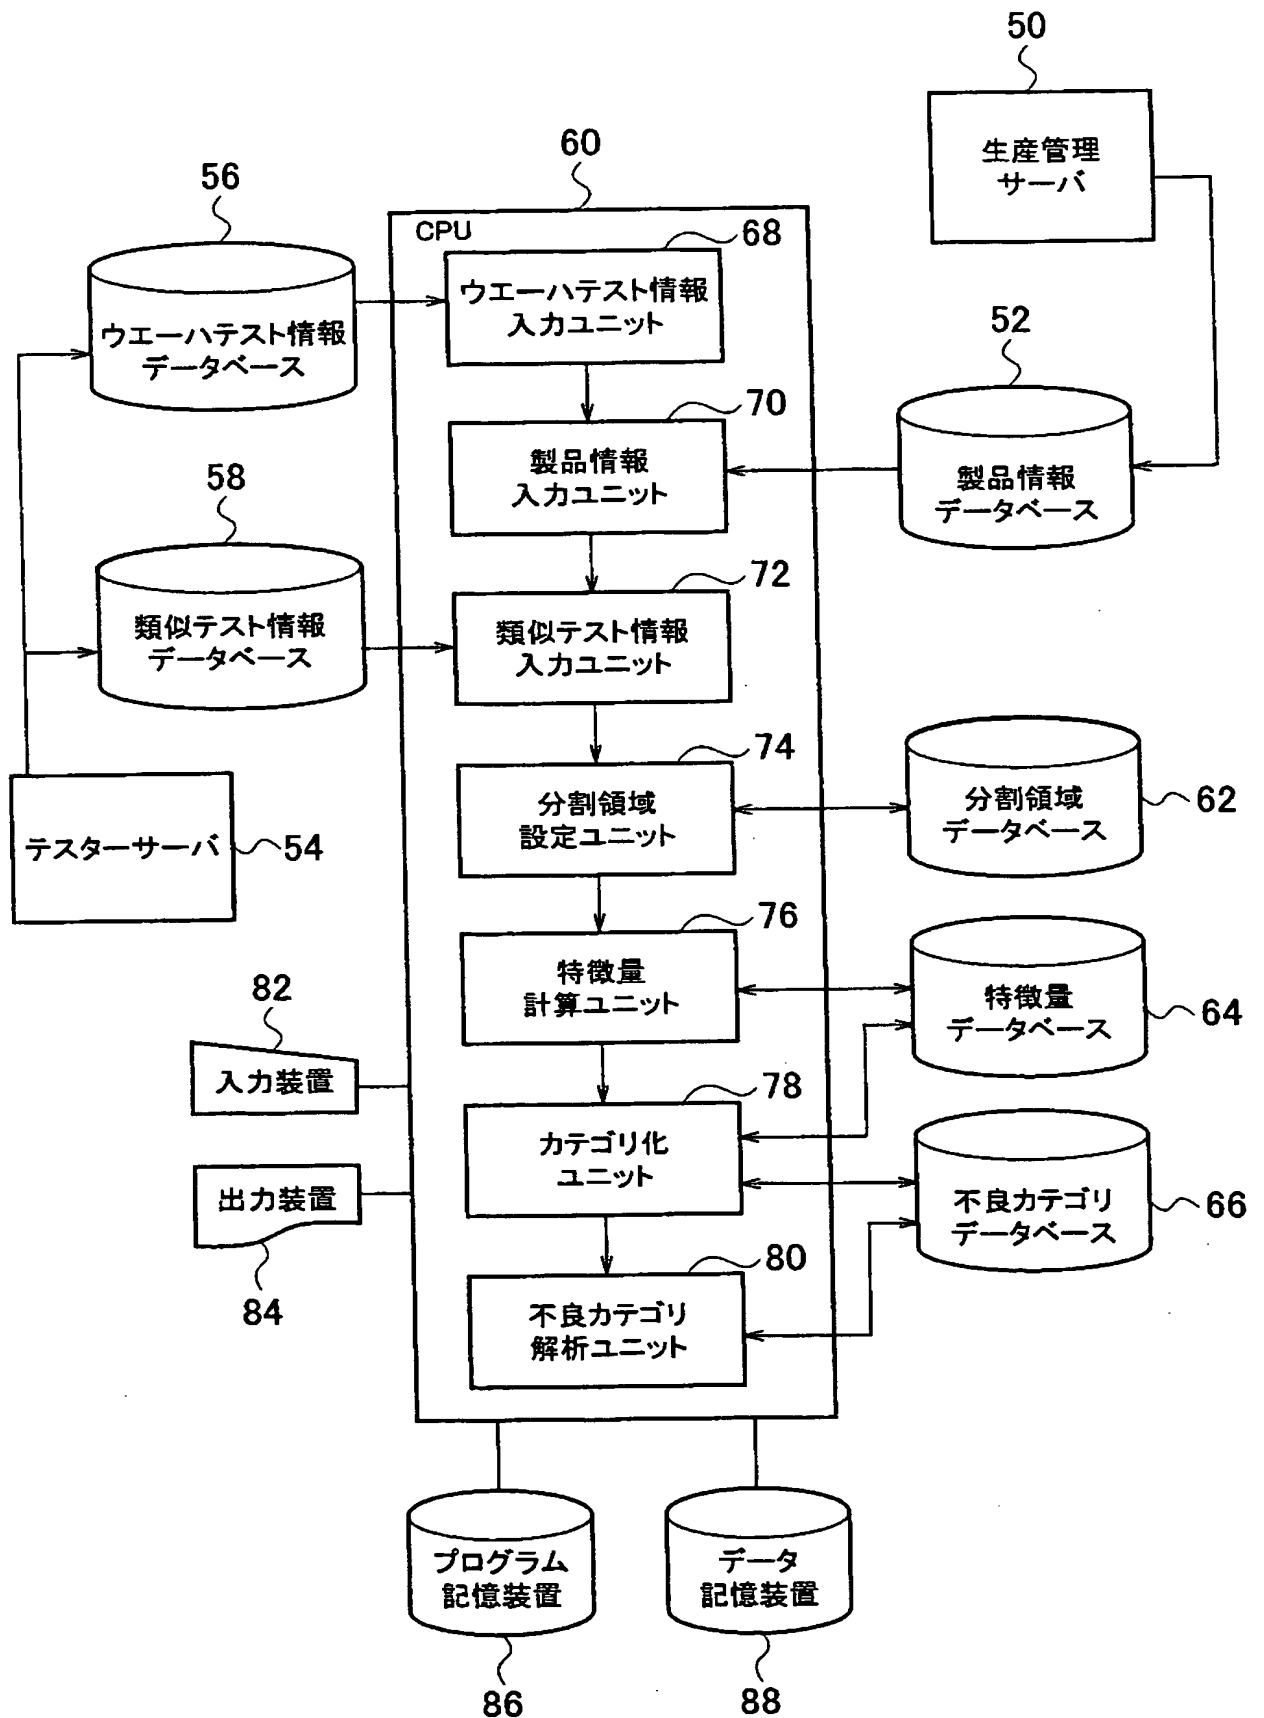 50
生産管理
サーバ
60
56
CPU
68
ウエーハテスト情報
入力ユニット
ウエーハテスト情報
データベース
52
70
製品情報
入力ユニット
製品情報
データベース
58
72
類似テスト情報
データベース
類似テスト情報
入力ユニット
74
分割領域
設定ユニット
分割領域
データベース
62
テスターサーバ
54
76
特徴量
計算ユニット
特徴量
データベース
64
82
入力装置
78
カテゴリ化
ユニット
出力装置
84
不良カテゴリ
データベース
66
80
不良カテゴリ
解析ユニット
プログラム
記憶装置
データ
記憶装置
86
88